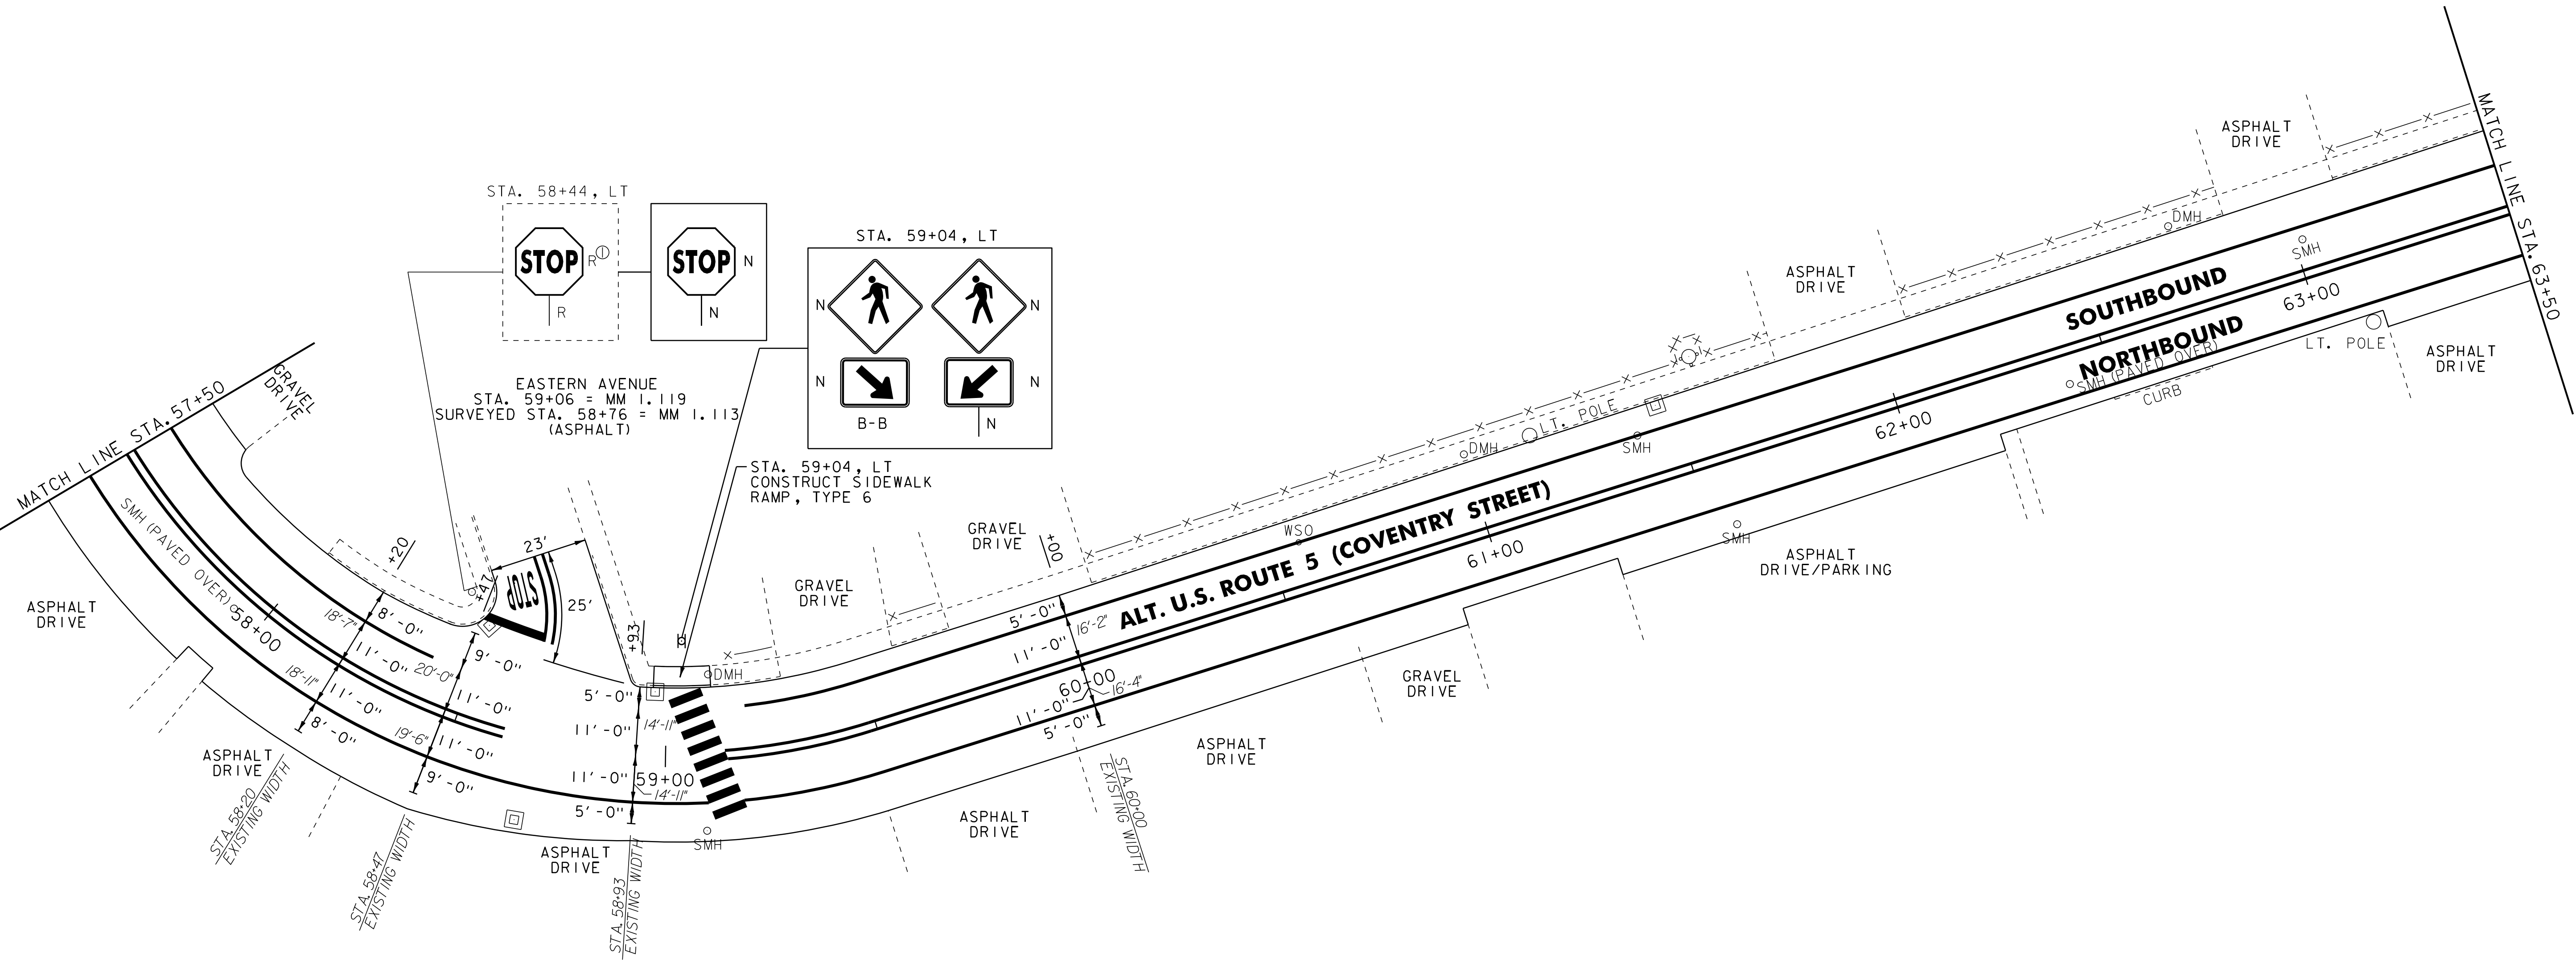 STA. 58+44, LT
STOP
R
R
STOP
N
N
STA. 59+04, LT
N
N
N
N
B-B
N
EASTERN AVENUE
STA. 59+06 = MM 1.119
SURVEYED STA. 58+76 = MM 1.113
(ASPHALT)
STA. 59+04, LT
CONSTRUCT SIDEWALK
RAMP, TYPE 6
MATCH LINE STA. 57+50
GRAVEL
DRIVE
SMH (PAVED OVER)
58+00
ASPHALT
DRIVE
+20
+47
23'
STOP
25'
+93
18'-7"
8'-0"
11'-0"
18'-11"
11'-0"
8'-0"
20'-0"
9'-0"
11'-0"
19'-6"
11'-0"
9'-0"
5'-0"
11'-0"
14'-11"
11'-0"
59+00
14'-11"
5'-0"
DMH
SMH
ASPHALT
DRIVE
STA. 58+20
EXISTING WIDTH
STA. 58+47
EXISTING WIDTH
ASPHALT
DRIVE
STA. 58+93
EXISTING WIDTH
GRAVEL
DRIVE
GRAVEL
DRIVE
+00
5'-0"
16'-2"
11'-0"
60+00
16'-4"
11'-0"
5'-0"
STA. 60+00
EXISTING WIDTH
ASPHALT
DRIVE
ASPHALT
DRIVE
ALT. U.S. ROUTE 5 (COVENTRY STREET)
WSO
61+00
GRAVEL
DRIVE
DMH
LT. POLE
SMH
SMH
ASPHALT
DRIVE/PARKING
ASPHALT
DRIVE
62+00
SOUTHBOUND
NORTHBOUND
SMH (PAVED OVER)
CURB
DMH
SMH
63+00
LT. POLE
ASPHALT
DRIVE
ASPHALT
DRIVE
MATCH LINE STA. 63+50